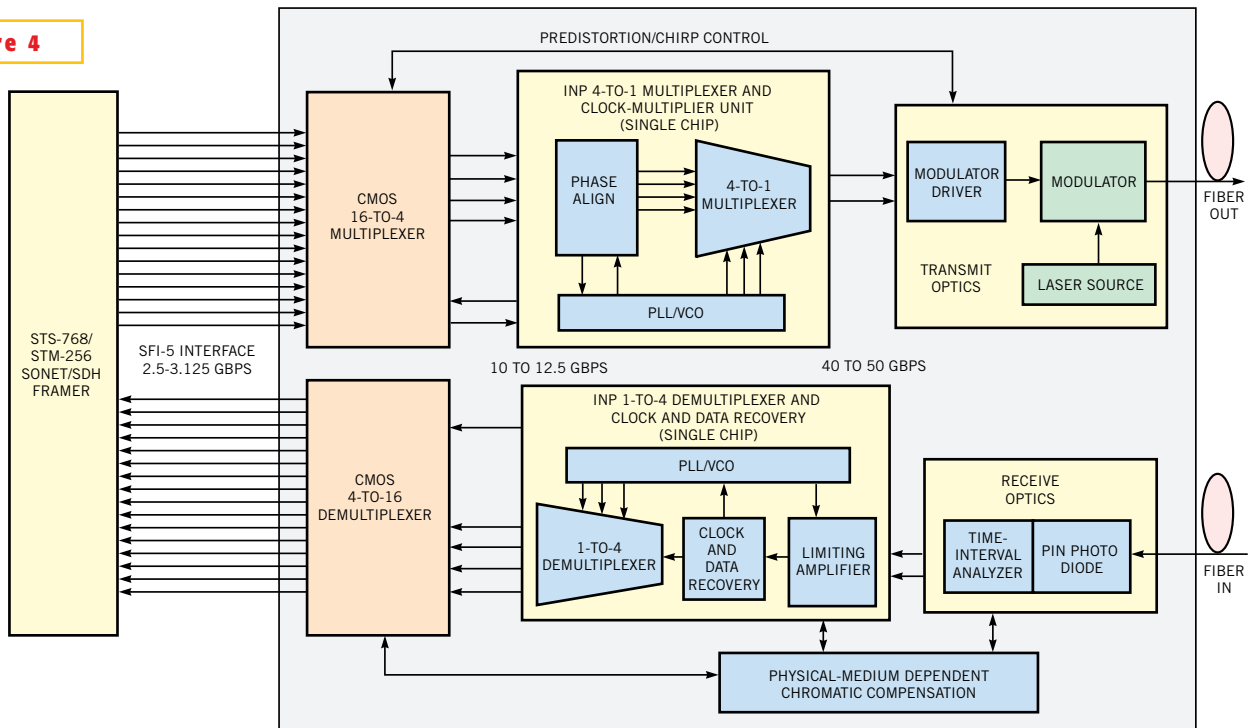 re 4
PREDISTORTION/CHIRP CONTROL
INP 4-TO-1 MULTIPLEXER AND
CLOCK-MULTIPLIER UNIT
(SINGLE CHIP)
CMOS
16-TO-4
MULTIPLEXER
PHASE
ALIGN
4-TO-1
MULTIPLEXER
PLL/VCO
MODULATOR
DRIVER
MODULATOR
TRANSMIT
OPTICS
LASER SOURCE
FIBER
OUT
STS-768/
STM-256
SONET/SDH
FRAMER
SFI-5 INTERFACE
2.5-3.125 GBPS
10 TO 12.5 GBPS
40 TO 50 GBPS
CMOS
4-TO-16
DEMULTIPLEXER
INP 1-TO-4 DEMULTIPLEXER AND
CLOCK AND DATA RECOVERY
(SINGLE CHIP)
PLL/VCO
1-TO-4
DEMULTIPLEXER
CLOCK
AND
DATA
RECOVERY
LIMITING
AMPLIFIER
RECEIVE
OPTICS
TIME-
INTERVAL
ANALYZER
PIN PHOTO
DIODE
FIBER
IN
PHYSICAL-MEDIUM DEPENDENT
CHROMATIC COMPENSATION